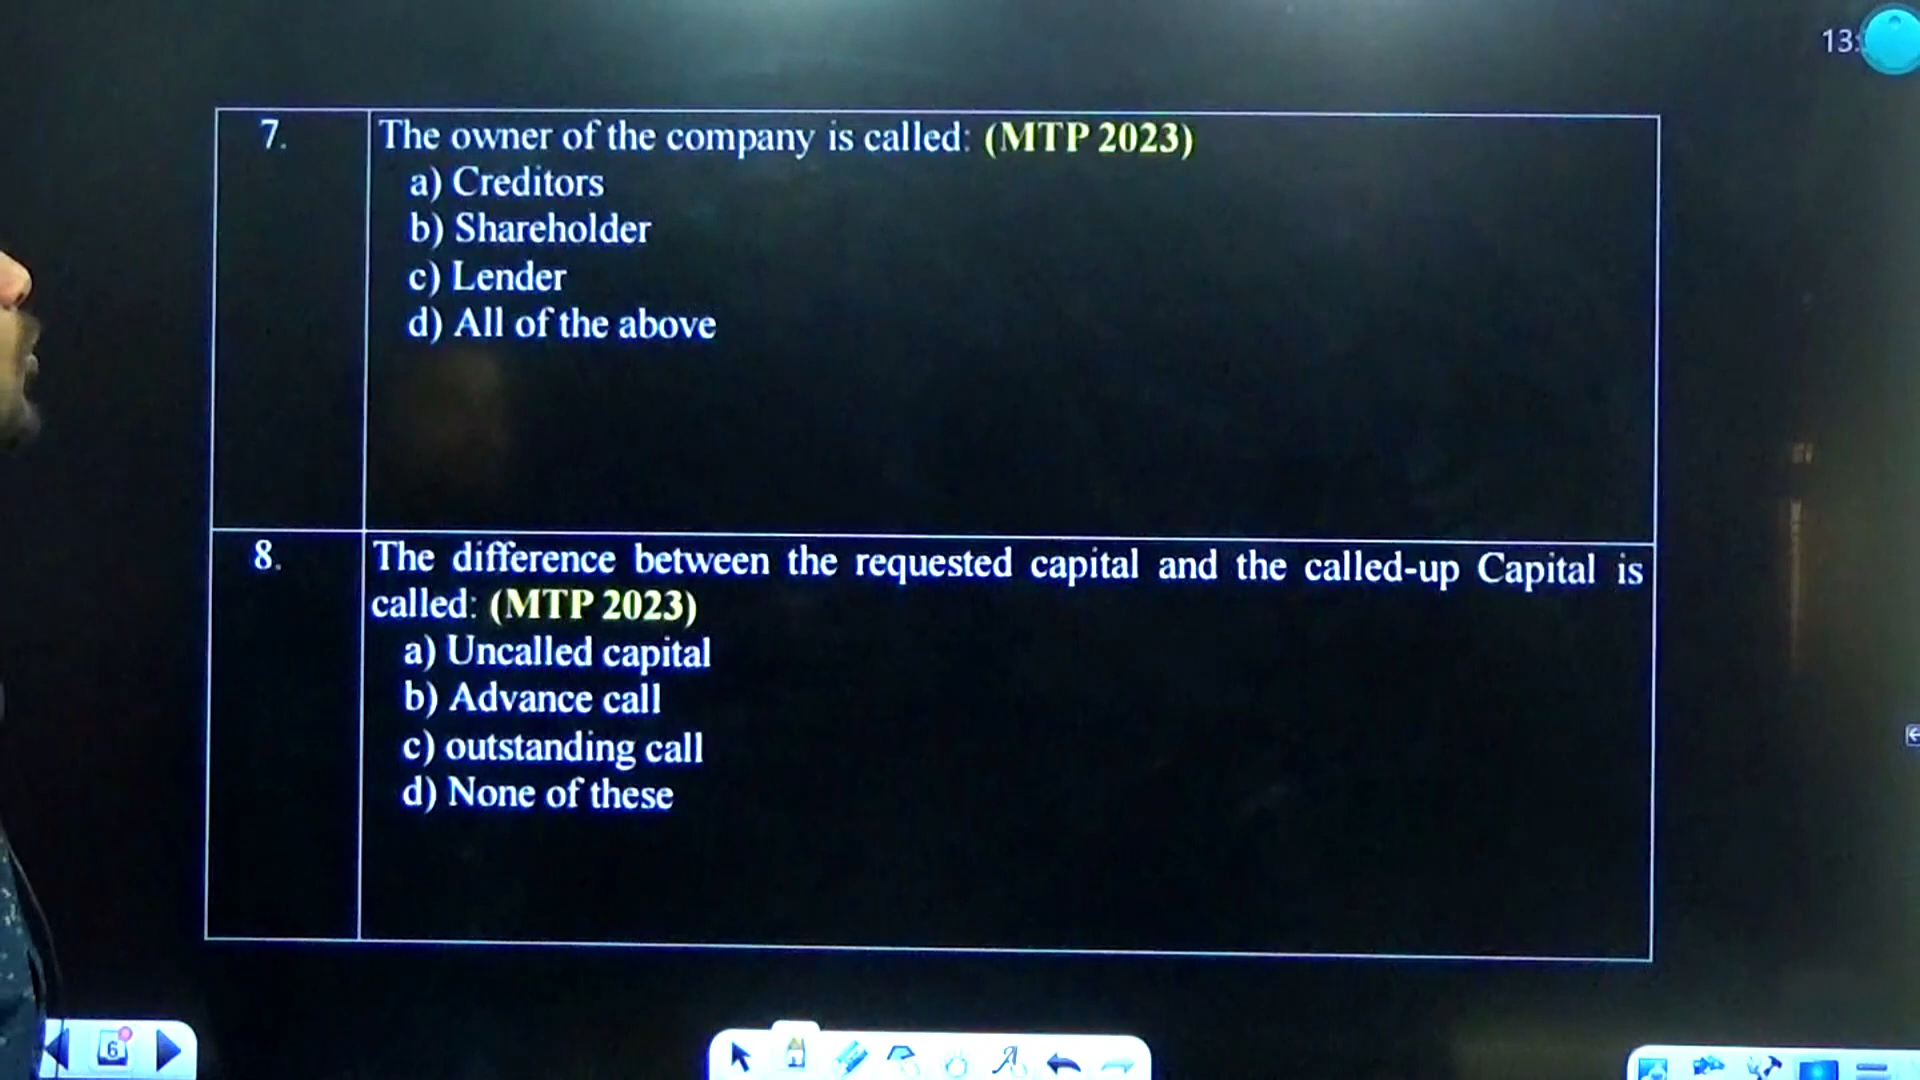 13:
7.
The owner of the company is called: (MTP 2023)
a) Creditors
b) Shareholder
c) Lender
d) All of the above
8.
The difference between the requested capital and the called-up Capital is
called: (MTP 2023)
a) Uncalled capital
b) Advance call
c) outstanding call
d) None of these
6